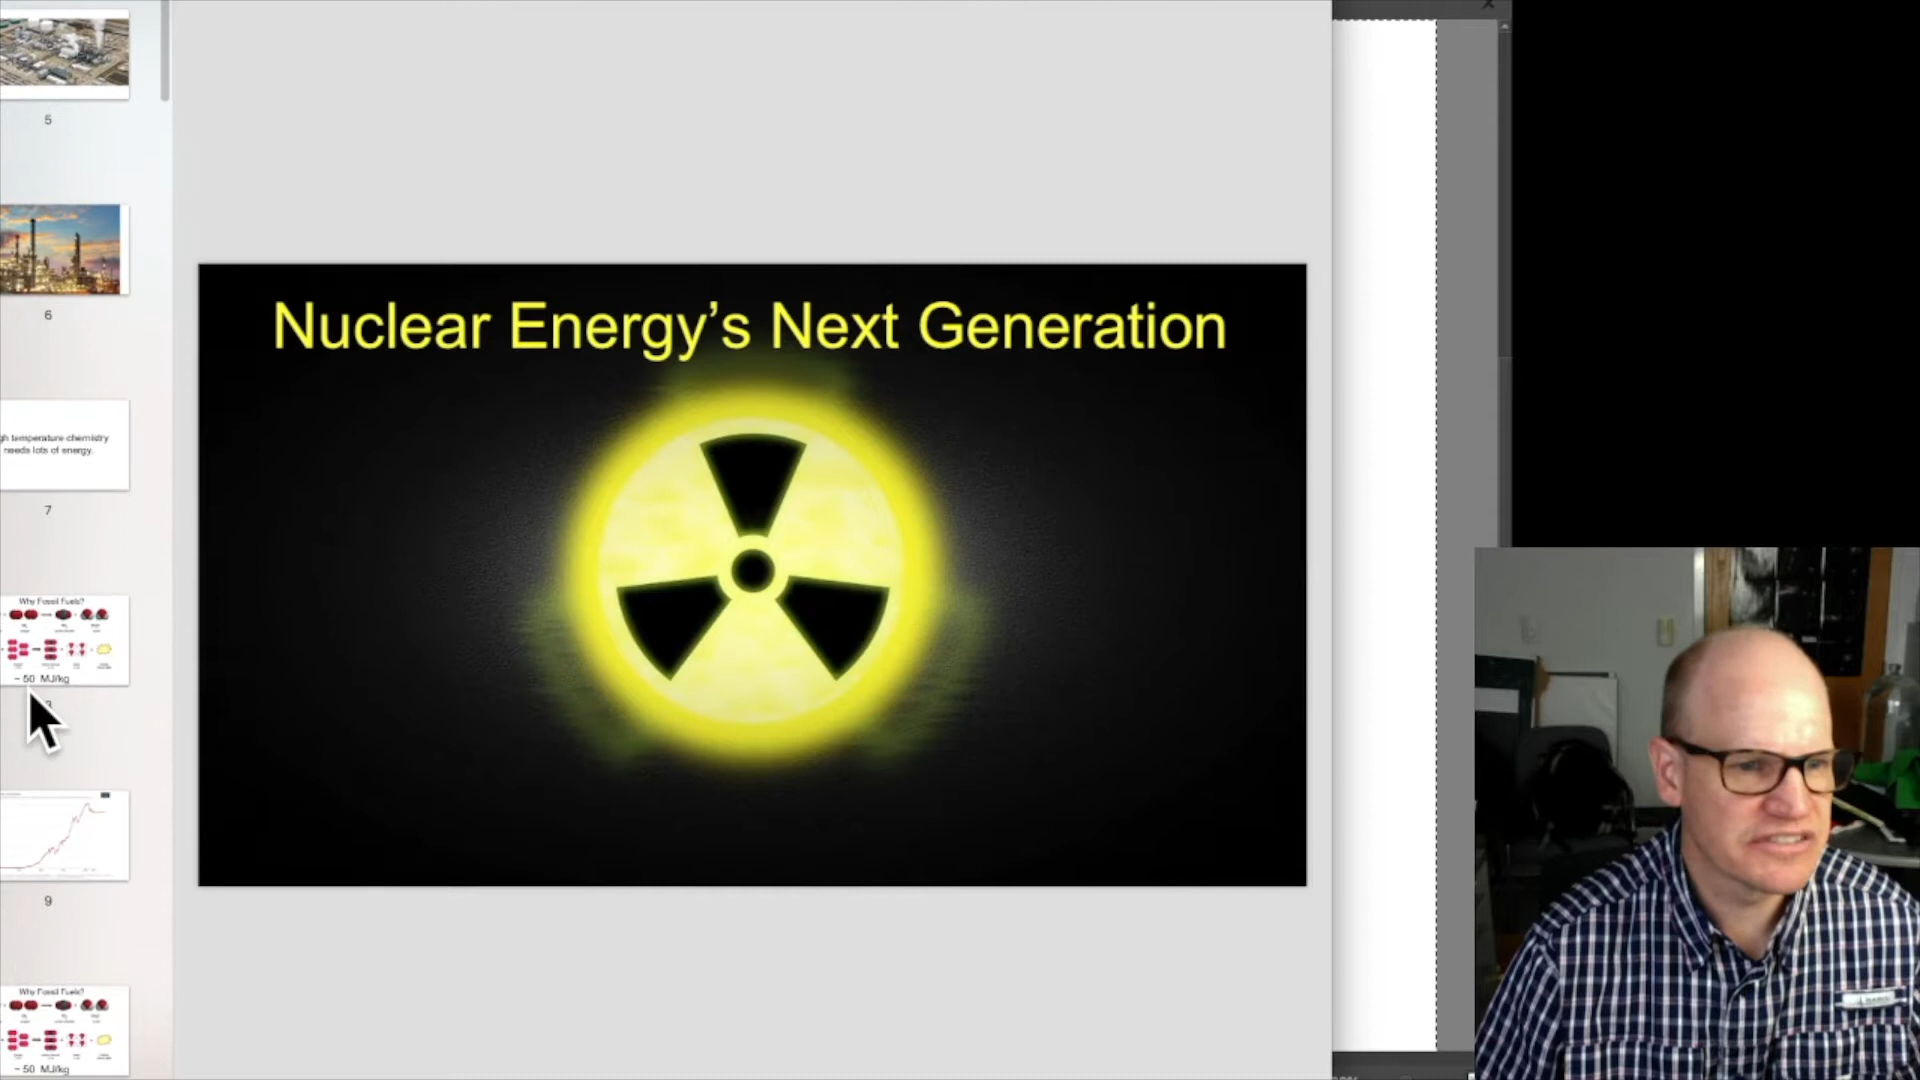 5
6
gh temperature chemistry
needs lots of energy.
7
Why Fossil Fuels?
~ 50 MJ/kg
9
Why Fossil Fuels?
~ 50 MJ/kg
Nuclear Energy’s Next Generation